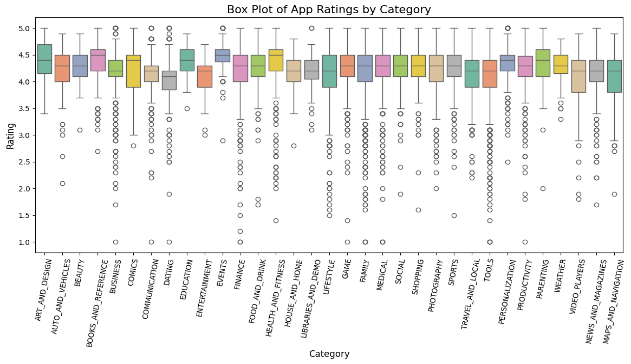 Box Plot of App Ratings by Category
Rating
5.0
4.5
4.0
3.5
3.0
2.5
2.0
1.5
1.0
ART_AND_DESIGN
AUTO_AND_VEHICLES
BEAUTY
BOOKS_AND_REFERENCE
BUSINESS
COMICS
COMMUNICATION
DATING
EDUCATION
ENTERTAINMENT
EVENTS
FINANCE
FOOD_AND_DRINK
HEALTH_AND_FITNESS
HOUSE_AND_HOME
LIBRARIES_AND_DEMO
LIFESTYLE
GAME
FAMILY
MEDICAL
SOCIAL
SHOPPING
PHOTOGRAPHY
SPORTS
TRAVEL_AND_LOCAL
TOOLS
PERSONALIZATION
PRODUCTIVITY
PARENTING
WEATHER
VIDEO_PLAYERS
NEWS_AND_MAGAZINES
MAPS_AND_NAVIGATION
Category